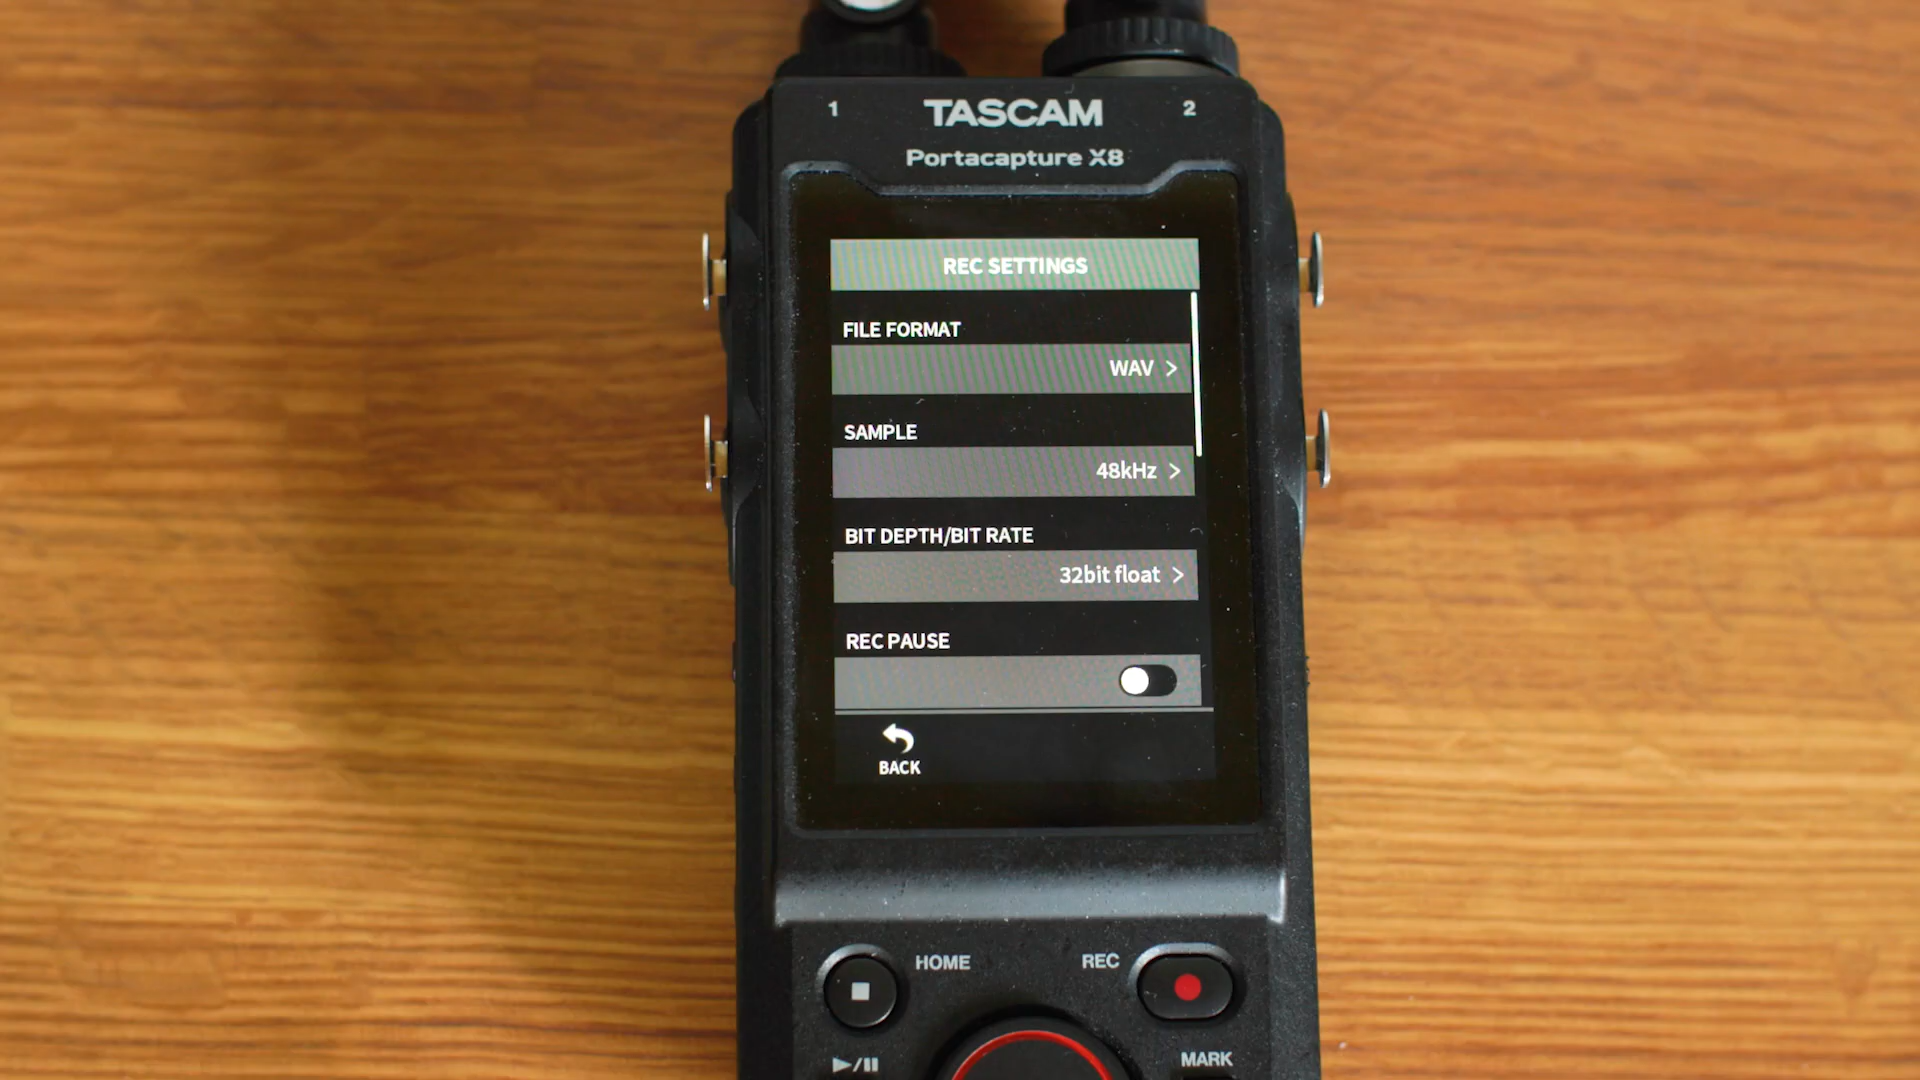 1 TASCAM 2
Portacapture X8
REC SETTINGS
FILE FORMAT
WAV >
SAMPLE
48kHz >
BIT DEPTH/BIT RATE
32bit float >
REC PAUSE
BACK
HOME REC
MARK